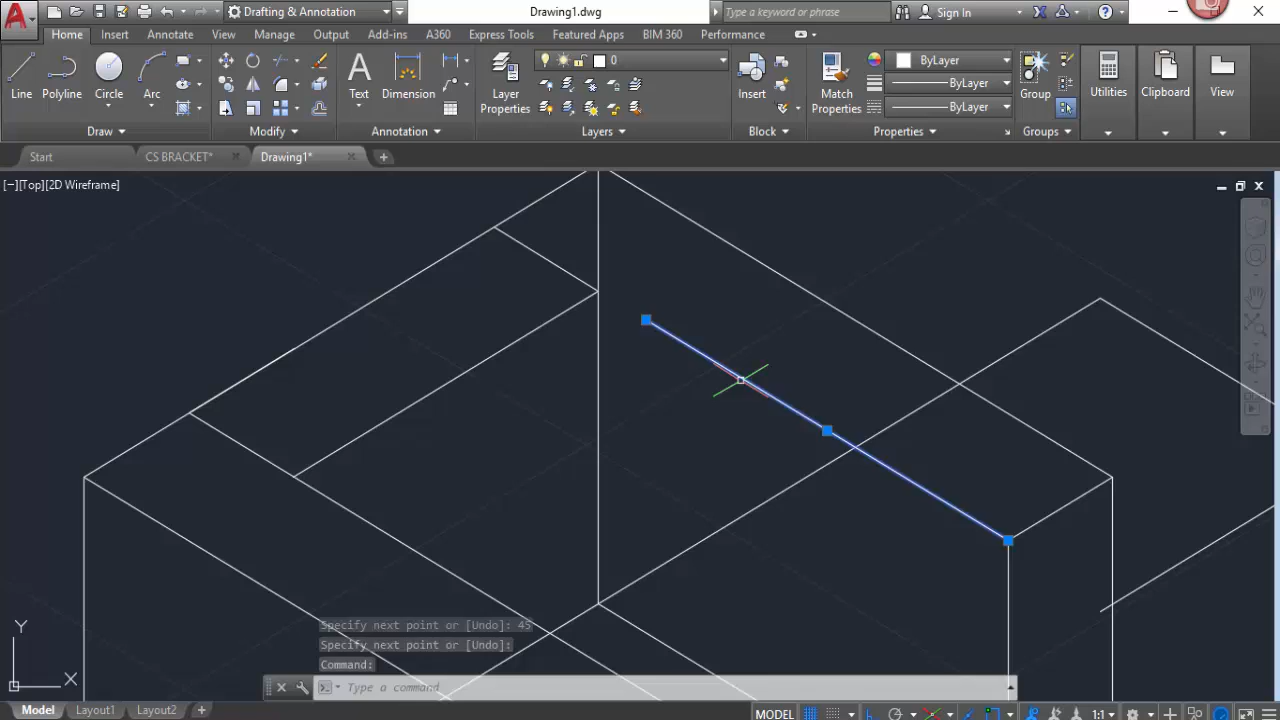 A Drafting & Annotation Drawing1.dwg Type a keyword or phrase Sign In ?
Home Insert Annotate View Manage Output Add-ins A360 Express Tools Featured Apps BIM 360 Performance
Line Polyline Circle Arc
Draw
Modify
A Text Dimension
Annotation
Layer Properties
0
Layers
Insert
Block
Match Properties
ByLayer
ByLayer
ByLayer
Properties
Group
Groups
Utilities
Clipboard
View
Start CS BRACKET* Drawing1* +
[−][Top][2D Wireframe]
Y
X
Specify next point or [Undo]: 45
Specify next point or [Undo]:
Command:
Type a command
Model Layout1 Layout2 +
MODEL 1:1